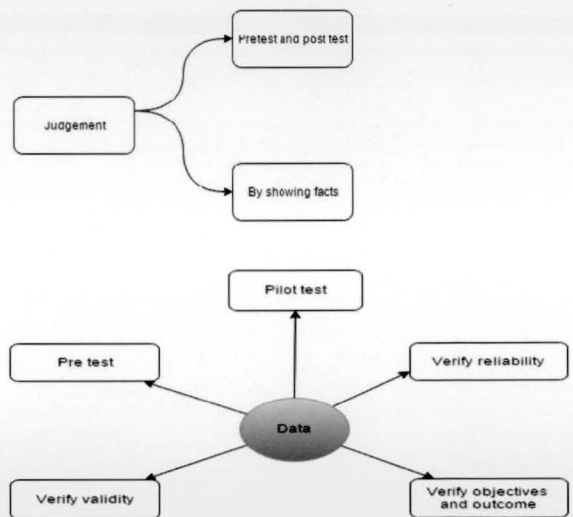 Pretest and post test
Judgement
By showing facts
Pilot test
Pre test
Verify reliability
Data
Verify validity
Verify objectives
and outcome